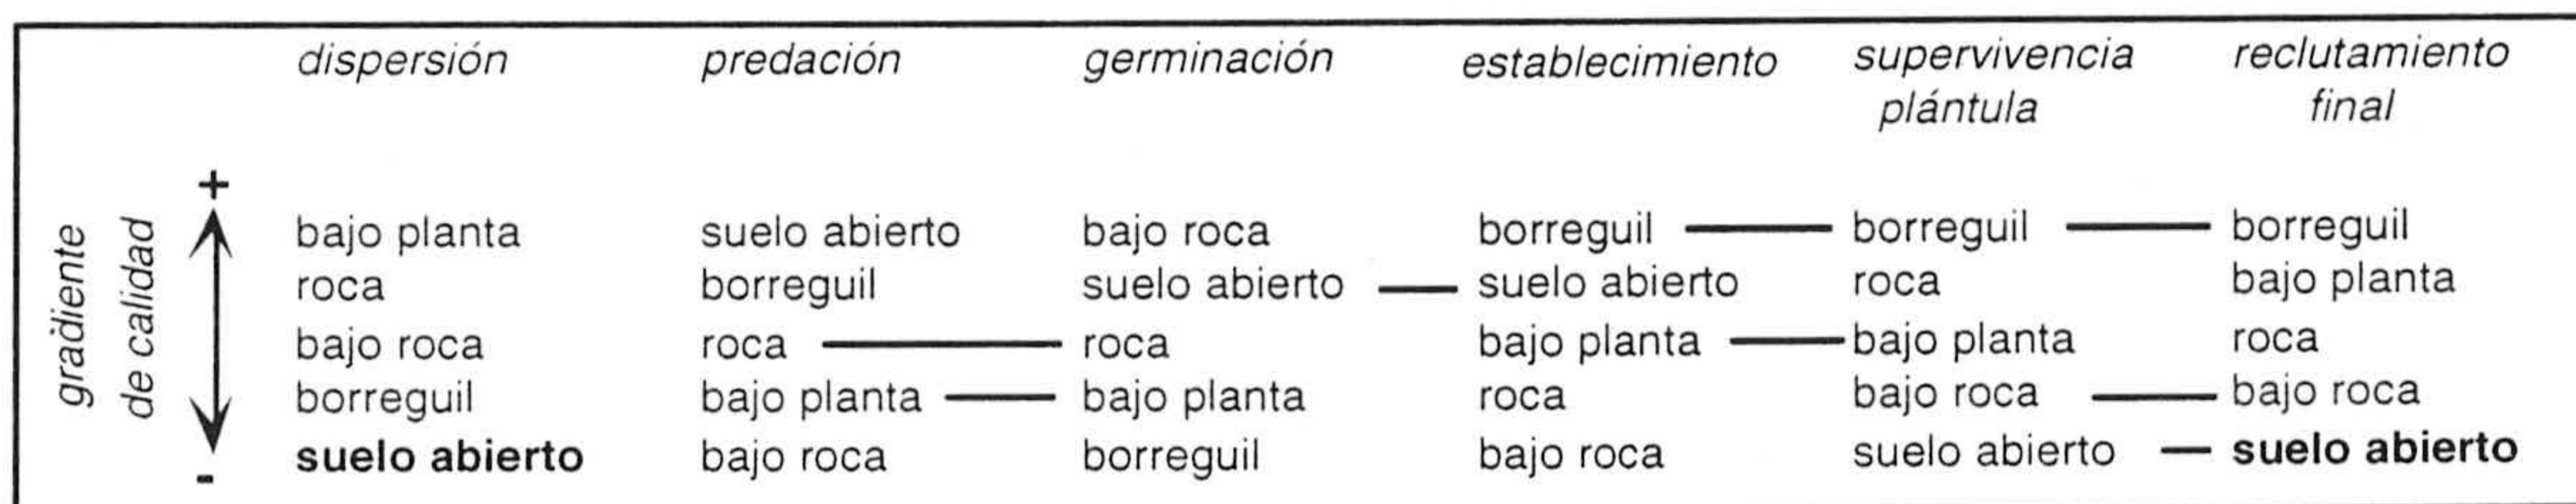 dispersión predación germinación establecimiento supervivencia reclutamiento
plántula final
+
gradiente
de calidad
bajo planta suelo abierto bajo roca borreguil borreguil borreguil
roca borreguil suelo abierto suelo abierto roca bajo planta
bajo roca roca roca bajo planta bajo planta roca
borreguil bajo planta bajo planta roca bajo roca bajo roca
suelo abierto bajo roca borreguil bajo roca suelo abierto suelo abierto
-